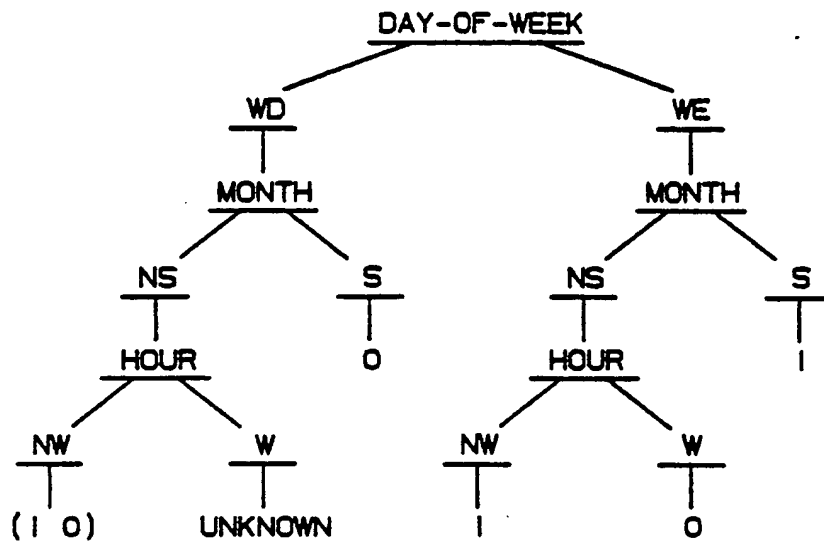 DAY-OF-WEEK
WD WE
MONTH MONTH
NS S NS S
HOUR 0 HOUR 1
NW W NW W
(1 0) UNKNOWN 1 0